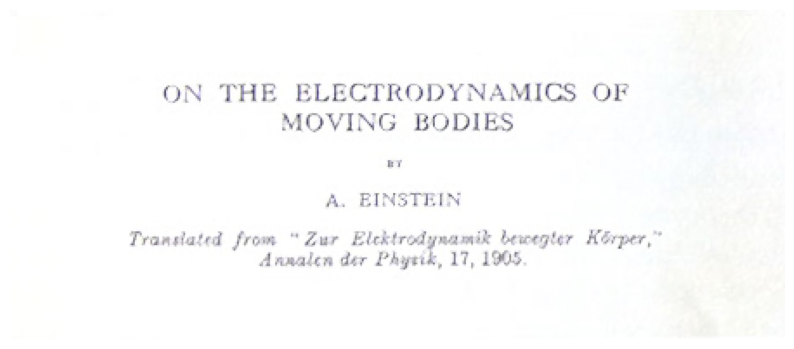 ON THE ELECTRODYNAMICS OF
MOVING BODIES
BY
A. EINSTEIN
Translated from "Zur Elektrodynamik bewegter Körper,"
Annalen der Physik, 17, 1905.